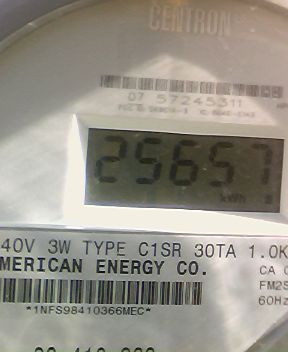 CENTRON
07 57245311
25657
kWh
40V 3W TYPE C1SR 30TA 1.0K
MERICAN ENERGY CO.
CA
FM2S
60Hz
*1NFS98410366MEC*